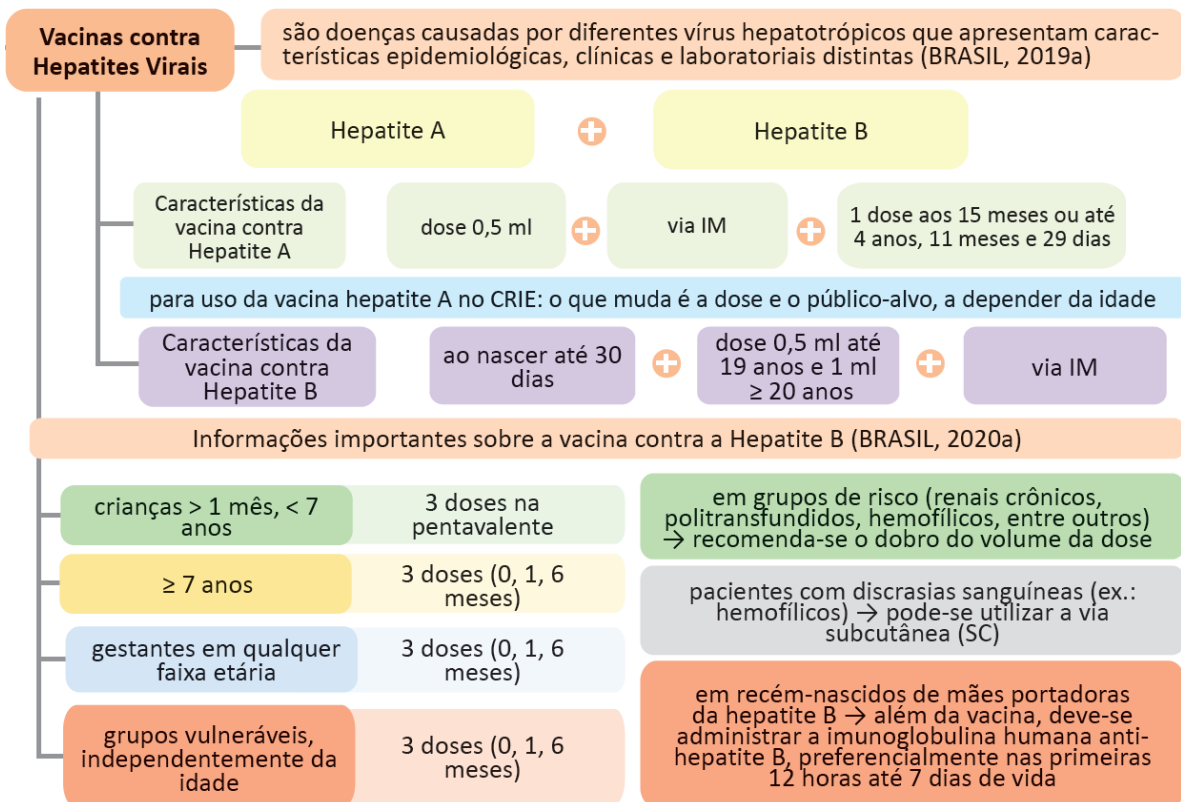 Vacinas contra
Hepatites Virais
são doenças causadas por diferentes vírus hepatotrópicos que apresentam carac-
terísticas epidemiológicas, clínicas e laboratoriais distintas (BRASIL, 2019a)
Hepatite A
Hepatite B
Características da
vacina contra
Hepatite A
dose 0,5 ml
via IM
1 dose aos 15 meses ou até
4 anos, 11 meses e 29 dias
para uso da vacina hepatite A no CRIE: o que muda é a dose e o público-alvo, a depender da idade
Características da
vacina contra
Hepatite B
ao nascer até 30
dias
dose 0,5 ml até
19 anos e 1 ml
≥ 20 anos
via IM
Informações importantes sobre a vacina contra a Hepatite B (BRASIL, 2020a)
crianças > 1 mês, < 7
anos
3 doses na
pentavalente
≥ 7 anos
3 doses (0, 1, 6
meses)
gestantes em qualquer
faixa etária
3 doses (0, 1, 6
meses)
grupos vulneráveis,
independentemente da
idade
3 doses (0, 1, 6
meses)
em grupos de risco (renais crônicos,
politransfundidos, hemofílicos, entre outros)
→ recomenda-se o dobro do volume da dose
pacientes com discrasias sanguíneas (ex.:
hemofílicos) → pode-se utilizar a via
subcutânea (SC)
em recém-nascidos de mães portadoras
da hepatite B → além da vacina, deve-se
administrar a imunoglobulina humana anti-
hepatite B, preferencialmente nas primeiras
12 horas até 7 dias de vida